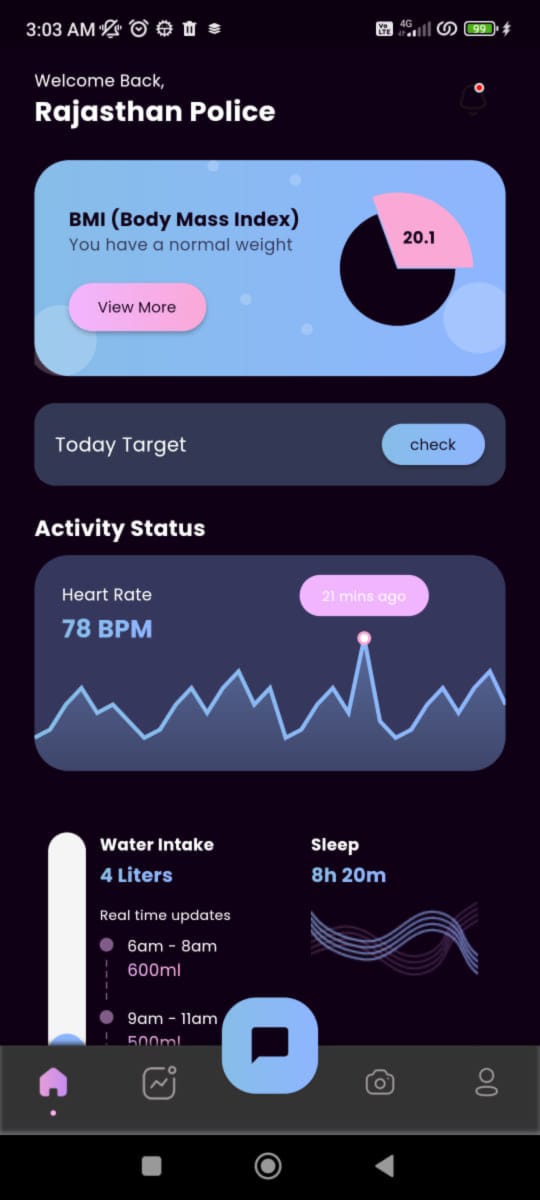 3:03 AM
Vo LTE 4G 99
Welcome Back,
Rajasthan Police
BMI (Body Mass Index)
You have a normal weight
20.1
View More
Today Target
check
Activity Status
Heart Rate
21 mins ago
78 BPM
Water Intake
4 Liters
Sleep
8h 20m
Real time updates
6am - 8am
600ml
9am - 11am
500ml